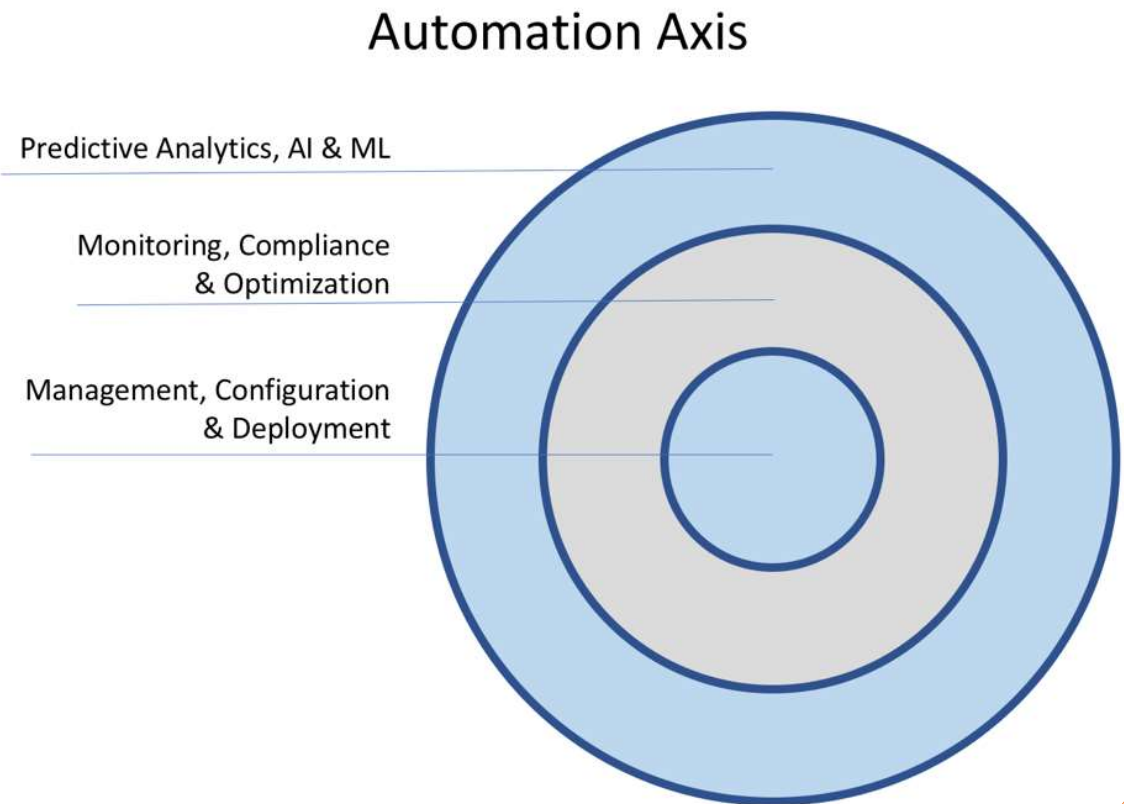 Automation Axis
Predictive Analytics, AI & ML
Monitoring, Compliance
& Optimization
Management, Configuration
& Deployment